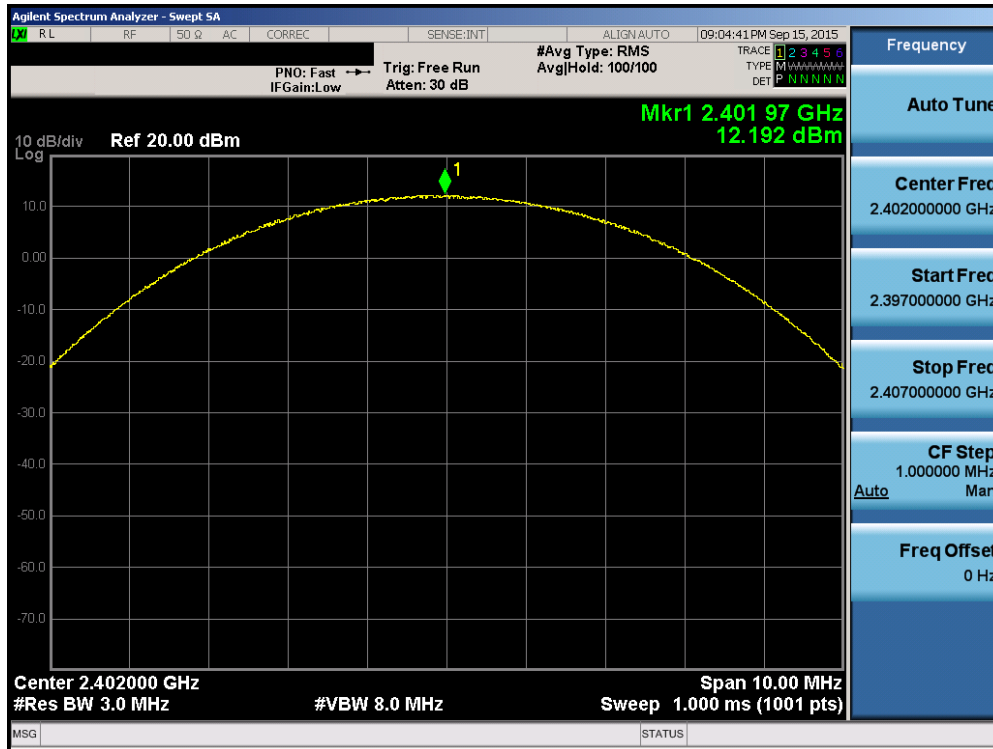 Agilent Spectrum Analyzer - Swept SA
LXI RL RF 50 Ω AC CORREC SENSE:INT ALIGN AUTO 09:04:41 PM Sep 15, 2015
PNO: Fast
IFGain:Low
Trig: Free Run
Atten: 30 dB
#Avg Type: RMS
Avg|Hold: 100/100
TRACE 1 2 3 4 5 6
TYPE M
DET P N N N N N
Mkr1 2.401 97 GHz
12.192 dBm
10 dB/div Ref 20.00 dBm
Log
1
10.0
0.00
-10.0
-20.0
-30.0
-40.0
-50.0
-60.0
-70.0
Center 2.402000 GHz Span 10.00 MHz
#Res BW 3.0 MHz #VBW 8.0 MHz Sweep 1.000 ms (1001 pts)
MSG STATUS
Frequency
Auto Tune
Center Freq
2.402000000 GHz
Start Freq
2.397000000 GHz
Stop Freq
2.407000000 GHz
CF Step
1.000000 MHz
Auto Man
Freq Offset
0 Hz